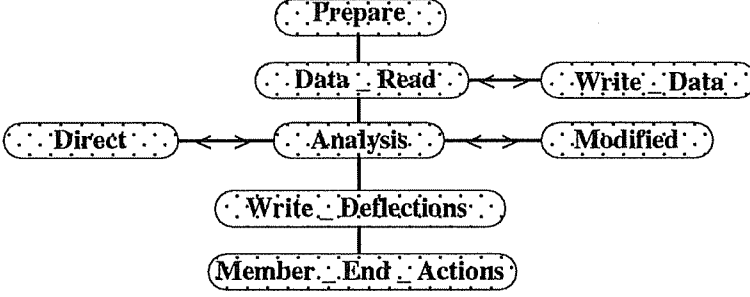 Prepare
Data_Read
Write_Data
Direct
Analysis
Modified
Write_Deflections
Member_End_Actions